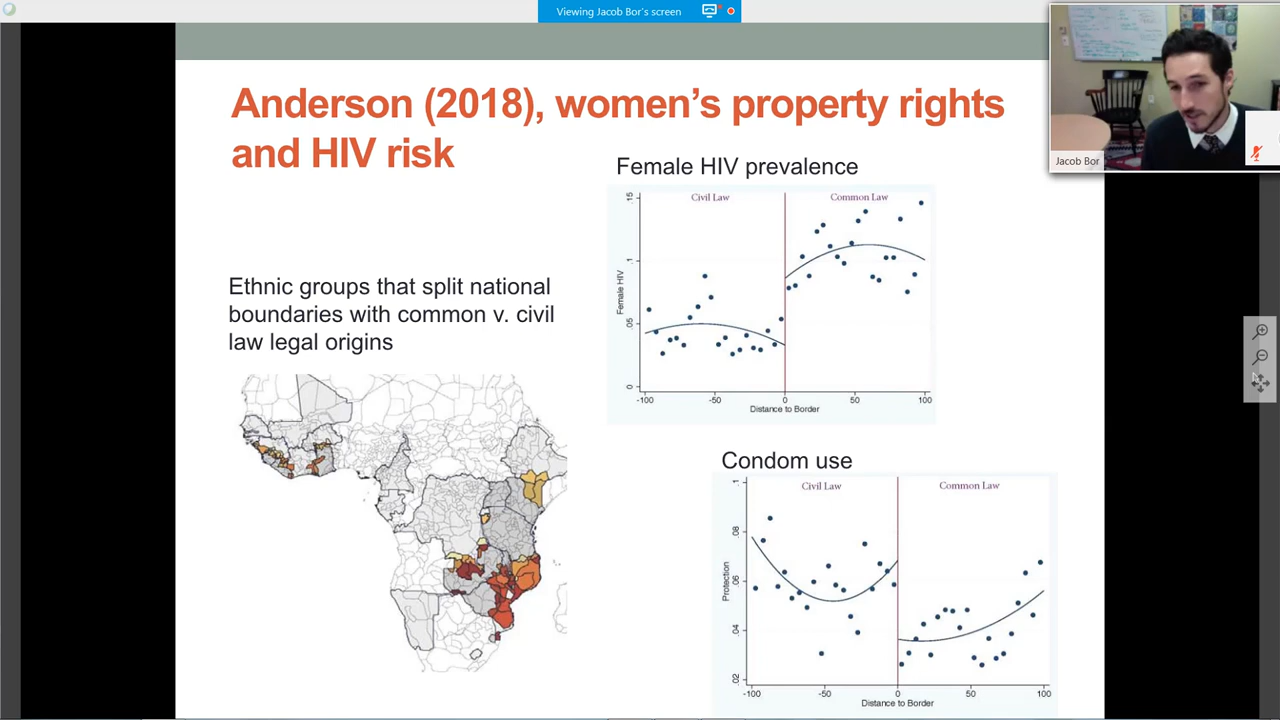 Viewing Jacob Bor's screen
Jacob Bor
Anderson (2018), women's property rights
and HIV risk
Female HIV prevalence
Civil Law
Common Law
.15
.1
.05
0
Female HIV
-100
-50
0
50
100
Distance to Border
Ethnic groups that split national
boundaries with common v. civil
law legal origins
Condom use
Civil Law
Common Law
.1
.08
.06
.04
.02
Protection
-100
-50
0
50
100
Distance to Border